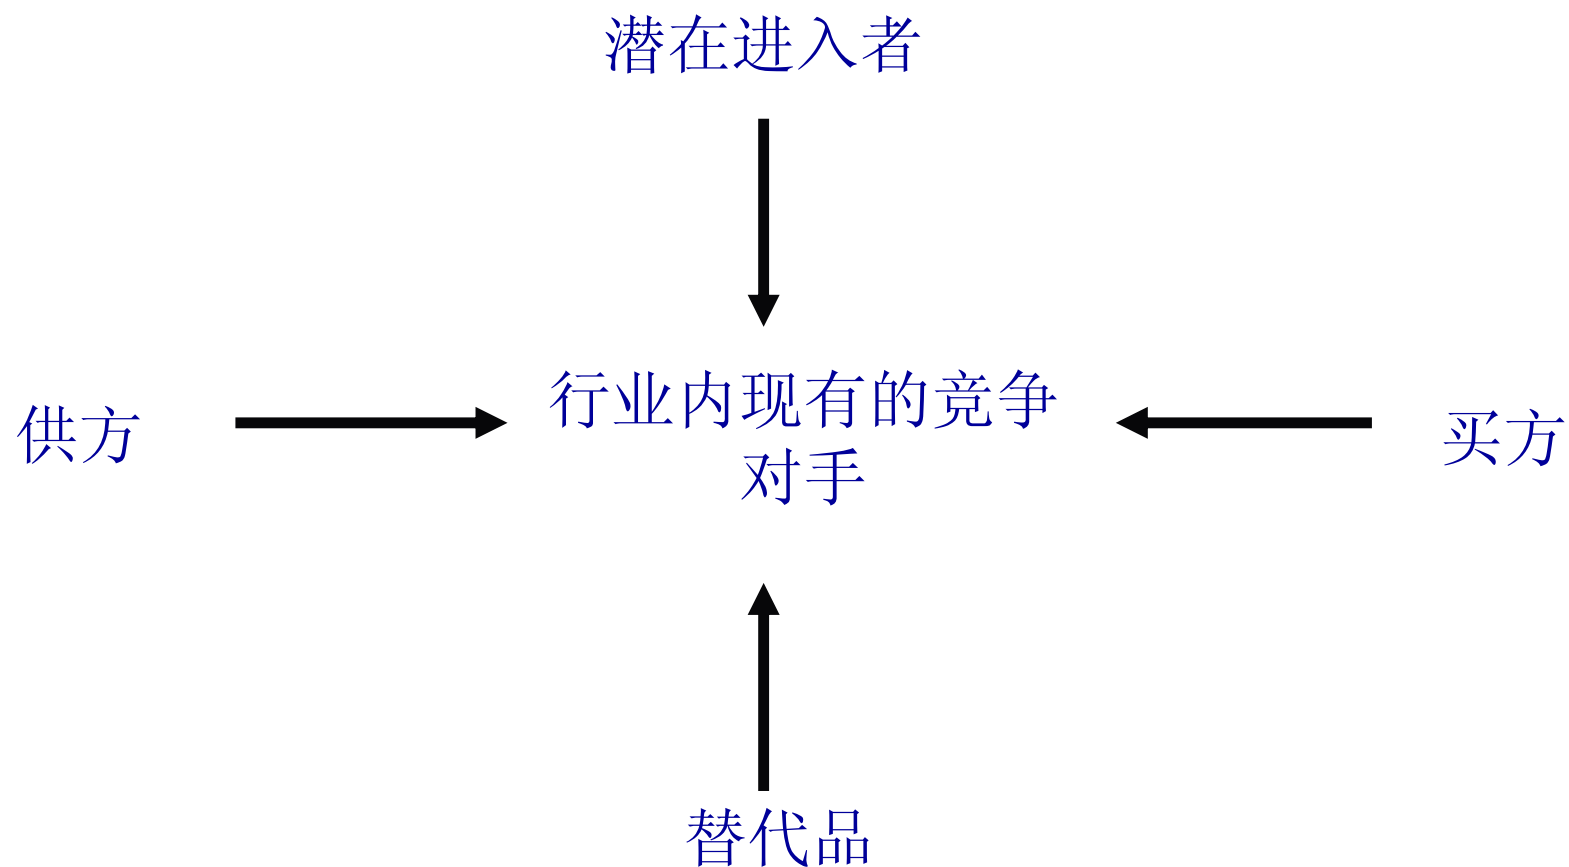 潜在进入者
供方
行业内现有的竞争
对手
买方
替代品